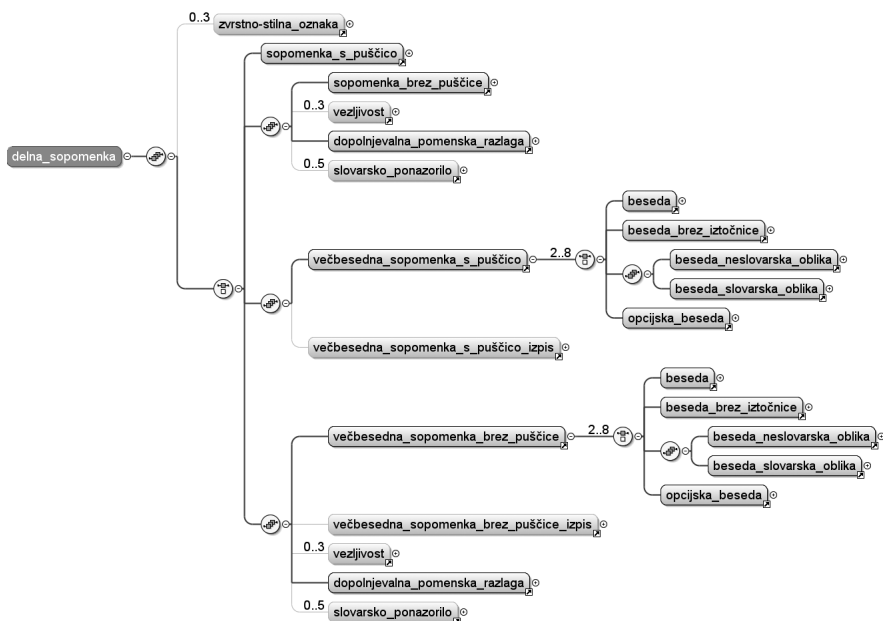 0..3
zvrstno-stilna_oznaka
sopomenka_s_puščico
sopomenka_brez_puščice
0..3
vezljivost
dopolnjevalna_pomenska_razlaga
0..5
slovarsko_ponazorilo
delna_sopomenka
večbesedna_sopomenka_s_puščico
2..8
beseda
beseda_brez_iztočnice
beseda_neslovarska_oblika
beseda_slovarska_oblika
opcijska_beseda
večbesedna_sopomenka_s_puščico_izpis
večbesedna_sopomenka_brez_puščice
2..8
beseda
beseda_brez_iztočnice
beseda_neslovarska_oblika
beseda_slovarska_oblika
opcijska_beseda
večbesedna_sopomenka_brez_puščice_izpis
0..3
vezljivost
dopolnjevalna_pomenska_razlaga
0..5
slovarsko_ponazorilo